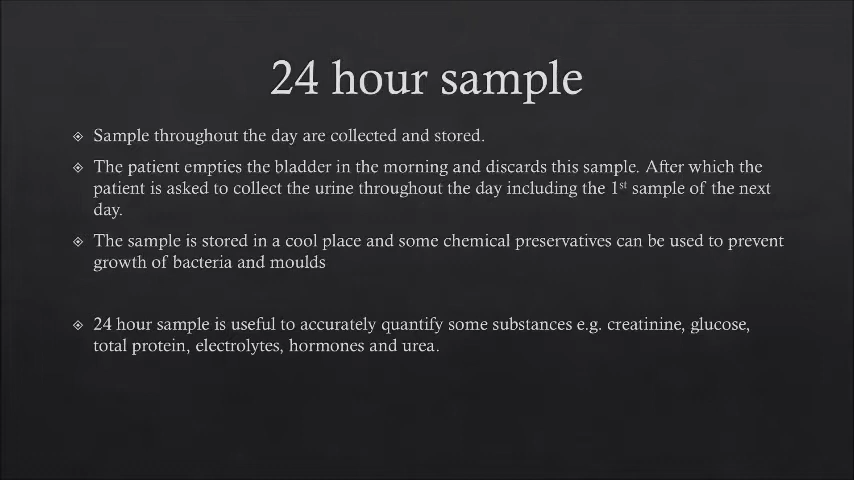 24 hour sample
Sample throughout the day are collected and stored.
The patient empties the bladder in the morning and discards this sample. After which the
patient is asked to collect the urine throughout the day including the 1st sample of the next
day.
The sample is stored in a cool place and some chemical preservatives can be used to prevent
growth of bacteria and moulds
24 hour sample is useful to accurately quantify some substances e.g. creatinine, glucose,
total protein, electrolytes, hormones and urea.